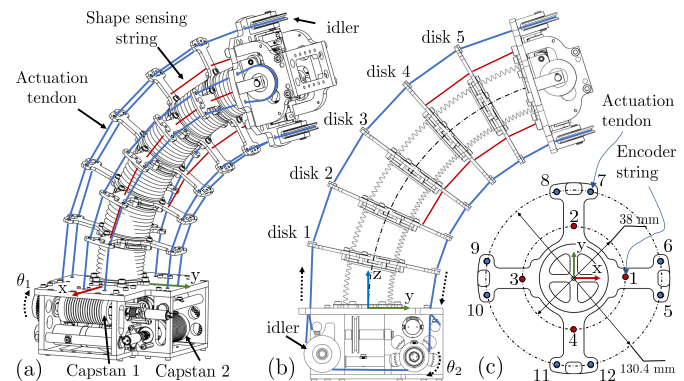 Shape sensing
string
idler
Actuation
tendon
θ1
x
y
Capstan 1
Capstan 2
(a)
disk 5
disk 4
disk 3
disk 2
disk 1
z
y
idler
θ2
(b)
Actuation
tendon
Encoder
string
8
7
2
38 mm
9
6
y
x
3
1
10
5
4
130.4 mm
11
12
(c)